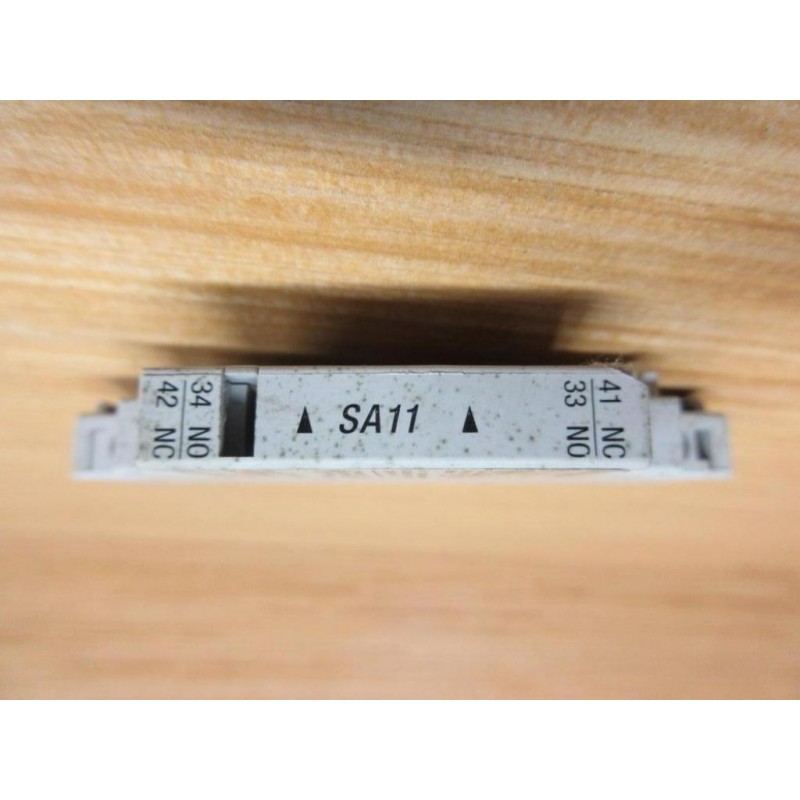 34 NO
42 NC
▲ SA11 ▲
41 NC
33 NO